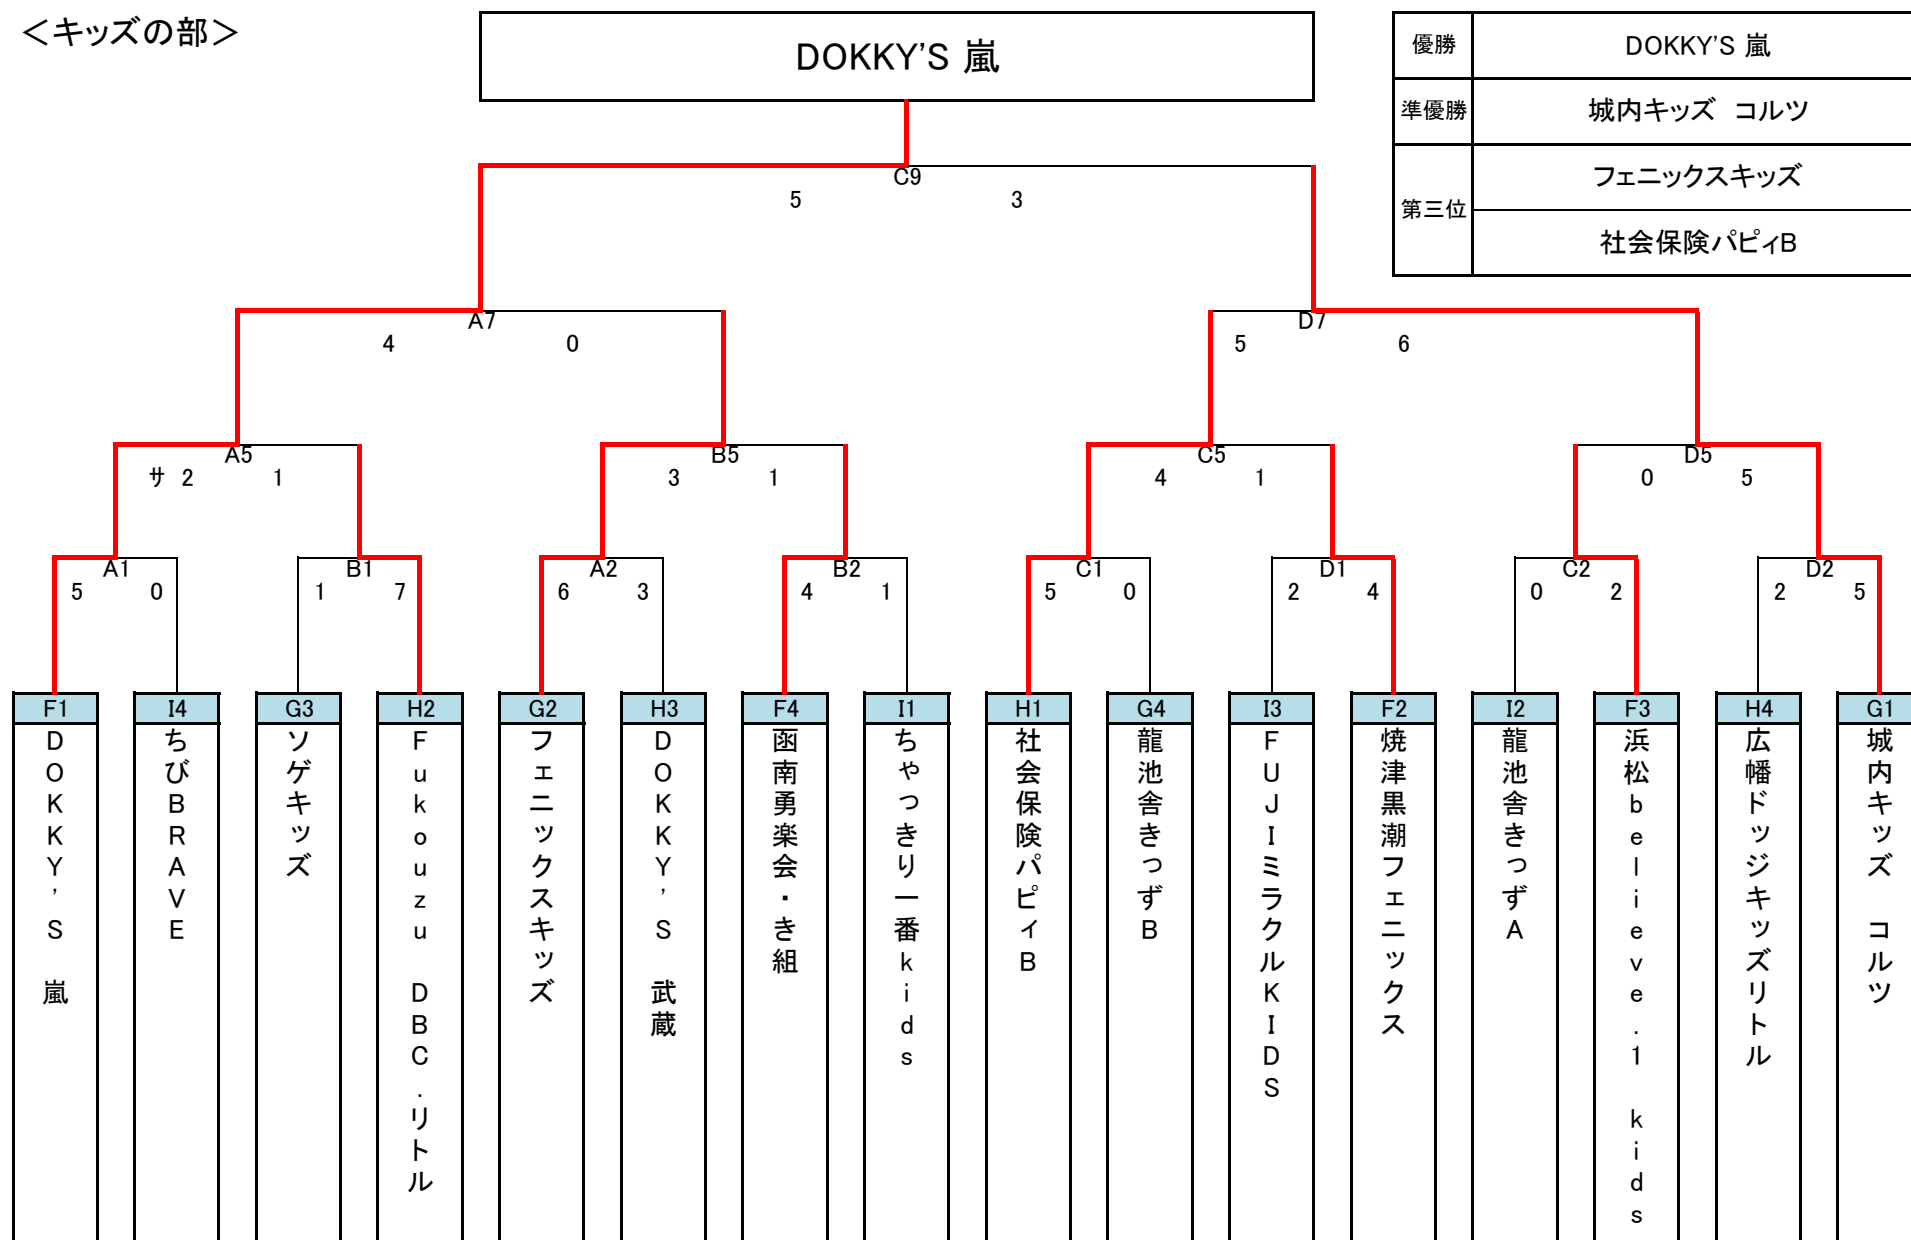 ＜キッズの部＞
DOKKY'S 嵐
優勝
DOKKY'S 嵐
準優勝
城内キッズ　コルツ
第三位
フェニックスキッズ
社会保険パピィB
C9
5
3
A7
4
0
D7
5
6
A5
サ 2
1
B5
3
1
C5
4
1
D5
0
5
A1
5
0
B1
1
7
A2
6
3
B2
4
1
C1
5
0
D1
2
4
C2
0
2
D2
2
5
F1
DOKKY'S　嵐
I4
ちびBRAVE
G3
ソゲキッズ
H2
Fukouzu　DBC.リトル
G2
フェニックスキッズ
H3
DOKKY'S　武蔵
F4
函南勇楽会・き組
I1
ちゃっきり一番kids
H1
社会保険パピィB
G4
龍池舎きっずB
I3
FUJIミラクルKIDS
F2
焼津黒潮フェニックス
I2
龍池舎きっずA
F3
浜松believe.1　kids
H4
広幡ドッジキッズリトル
G1
城内キッズ　コルツ